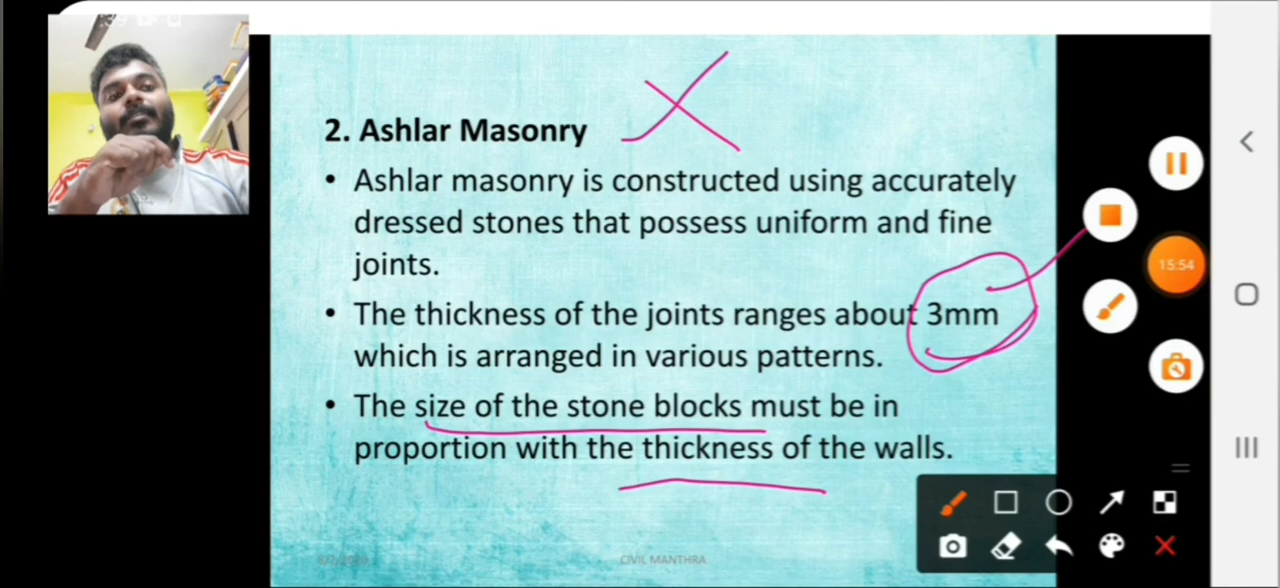 2. Ashlar Masonry
• Ashlar masonry is constructed using accurately
dressed stones that possess uniform and fine
joints.
• The thickness of the joints ranges about 3mm
which is arranged in various patterns.
• The size of the stone blocks must be in
proportion with the thickness of the walls.
15:54
CIVIL MANTHRA